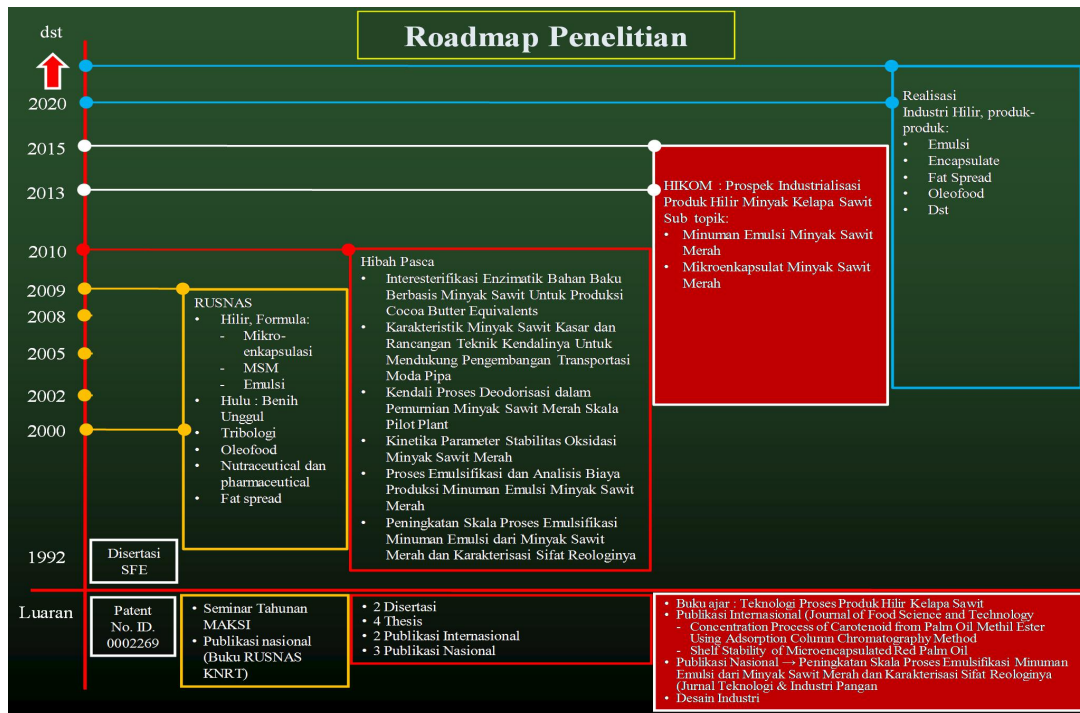 Roadmap Penelitian
dst
2020
2015
2013
2010
2009
2008
2005
2002
2000
1992
Luaran
Disertasi
SFE
Patent
No. ID.
0002269
RUSNAS
• Hilir, Formula:
- Mikro-
enkapsulasi
- MSM
- Emulsi
• Hulu : Benih
Unggul
• Tribologi
• Oleofood
• Nutraceutical dan
pharmaceutical
• Fat spread
• Seminar Tahunan
MAKSI
• Publikasi nasional
(Buku RUSNAS
KNRT)
Hibah Pasca
• Interesterifikasi Enzimatik Bahan Baku
Berbasis Minyak Sawit Untuk Produksi
Cocoa Butter Equivalents
• Karakteristik Minyak Sawit Kasar dan
Rancangan Teknik Kendalinya Untuk
Mendukung Pengembangan Transportasi
Moda Pipa
• Kendali Proses Deodorisasi dalam
Pemurnian Minyak Sawit Merah Skala
Pilot Plant
• Kinetika Parameter Stabilitas Oksidasi
Minyak Sawit Merah
• Proses Emulsifikasi dan Analisis Biaya
Produksi Minuman Emulsi Minyak Sawit
Merah
• Peningkatan Skala Proses Emulsifikasi
Minuman Emulsi dari Minyak Sawit
Merah dan Karakterisasi Sifat Reologinya
• 2 Disertasi
• 4 Thesis
• 2 Publikasi Internasional
• 3 Publikasi Nasional
HIKOM : Prospek Industrialisasi
Produk Hilir Minyak Kelapa Sawit
Sub topik:
• Minuman Emulsi Minyak Sawit
Merah
• Mikroenkapsulat Minyak Sawit
Merah
• Buku ajar : Teknologi Proses Produk Hilir Kelapa Sawit
• Publikasi Internasional (Journal of Food Science and Technology
- Concentration Process of Carotenoid from Palm Oil Methil Ester
Using Adsorption Column Chromatography Method
- Shelf Stability of Microencapsulated Red Palm Oil
• Publikasi Nasional → Peningkatan Skala Proses Emulsifikasi Minuman
Emulsi dari Minyak Sawit Merah dan Karakterisasi Sifat Reologinya
(Jurnal Teknologi & Industri Pangan
• Desain Industri
Realisasi
Industri Hilir, produk-
produk:
• Emulsi
• Encapsulate
• Fat Spread
• Oleofood
• Dst